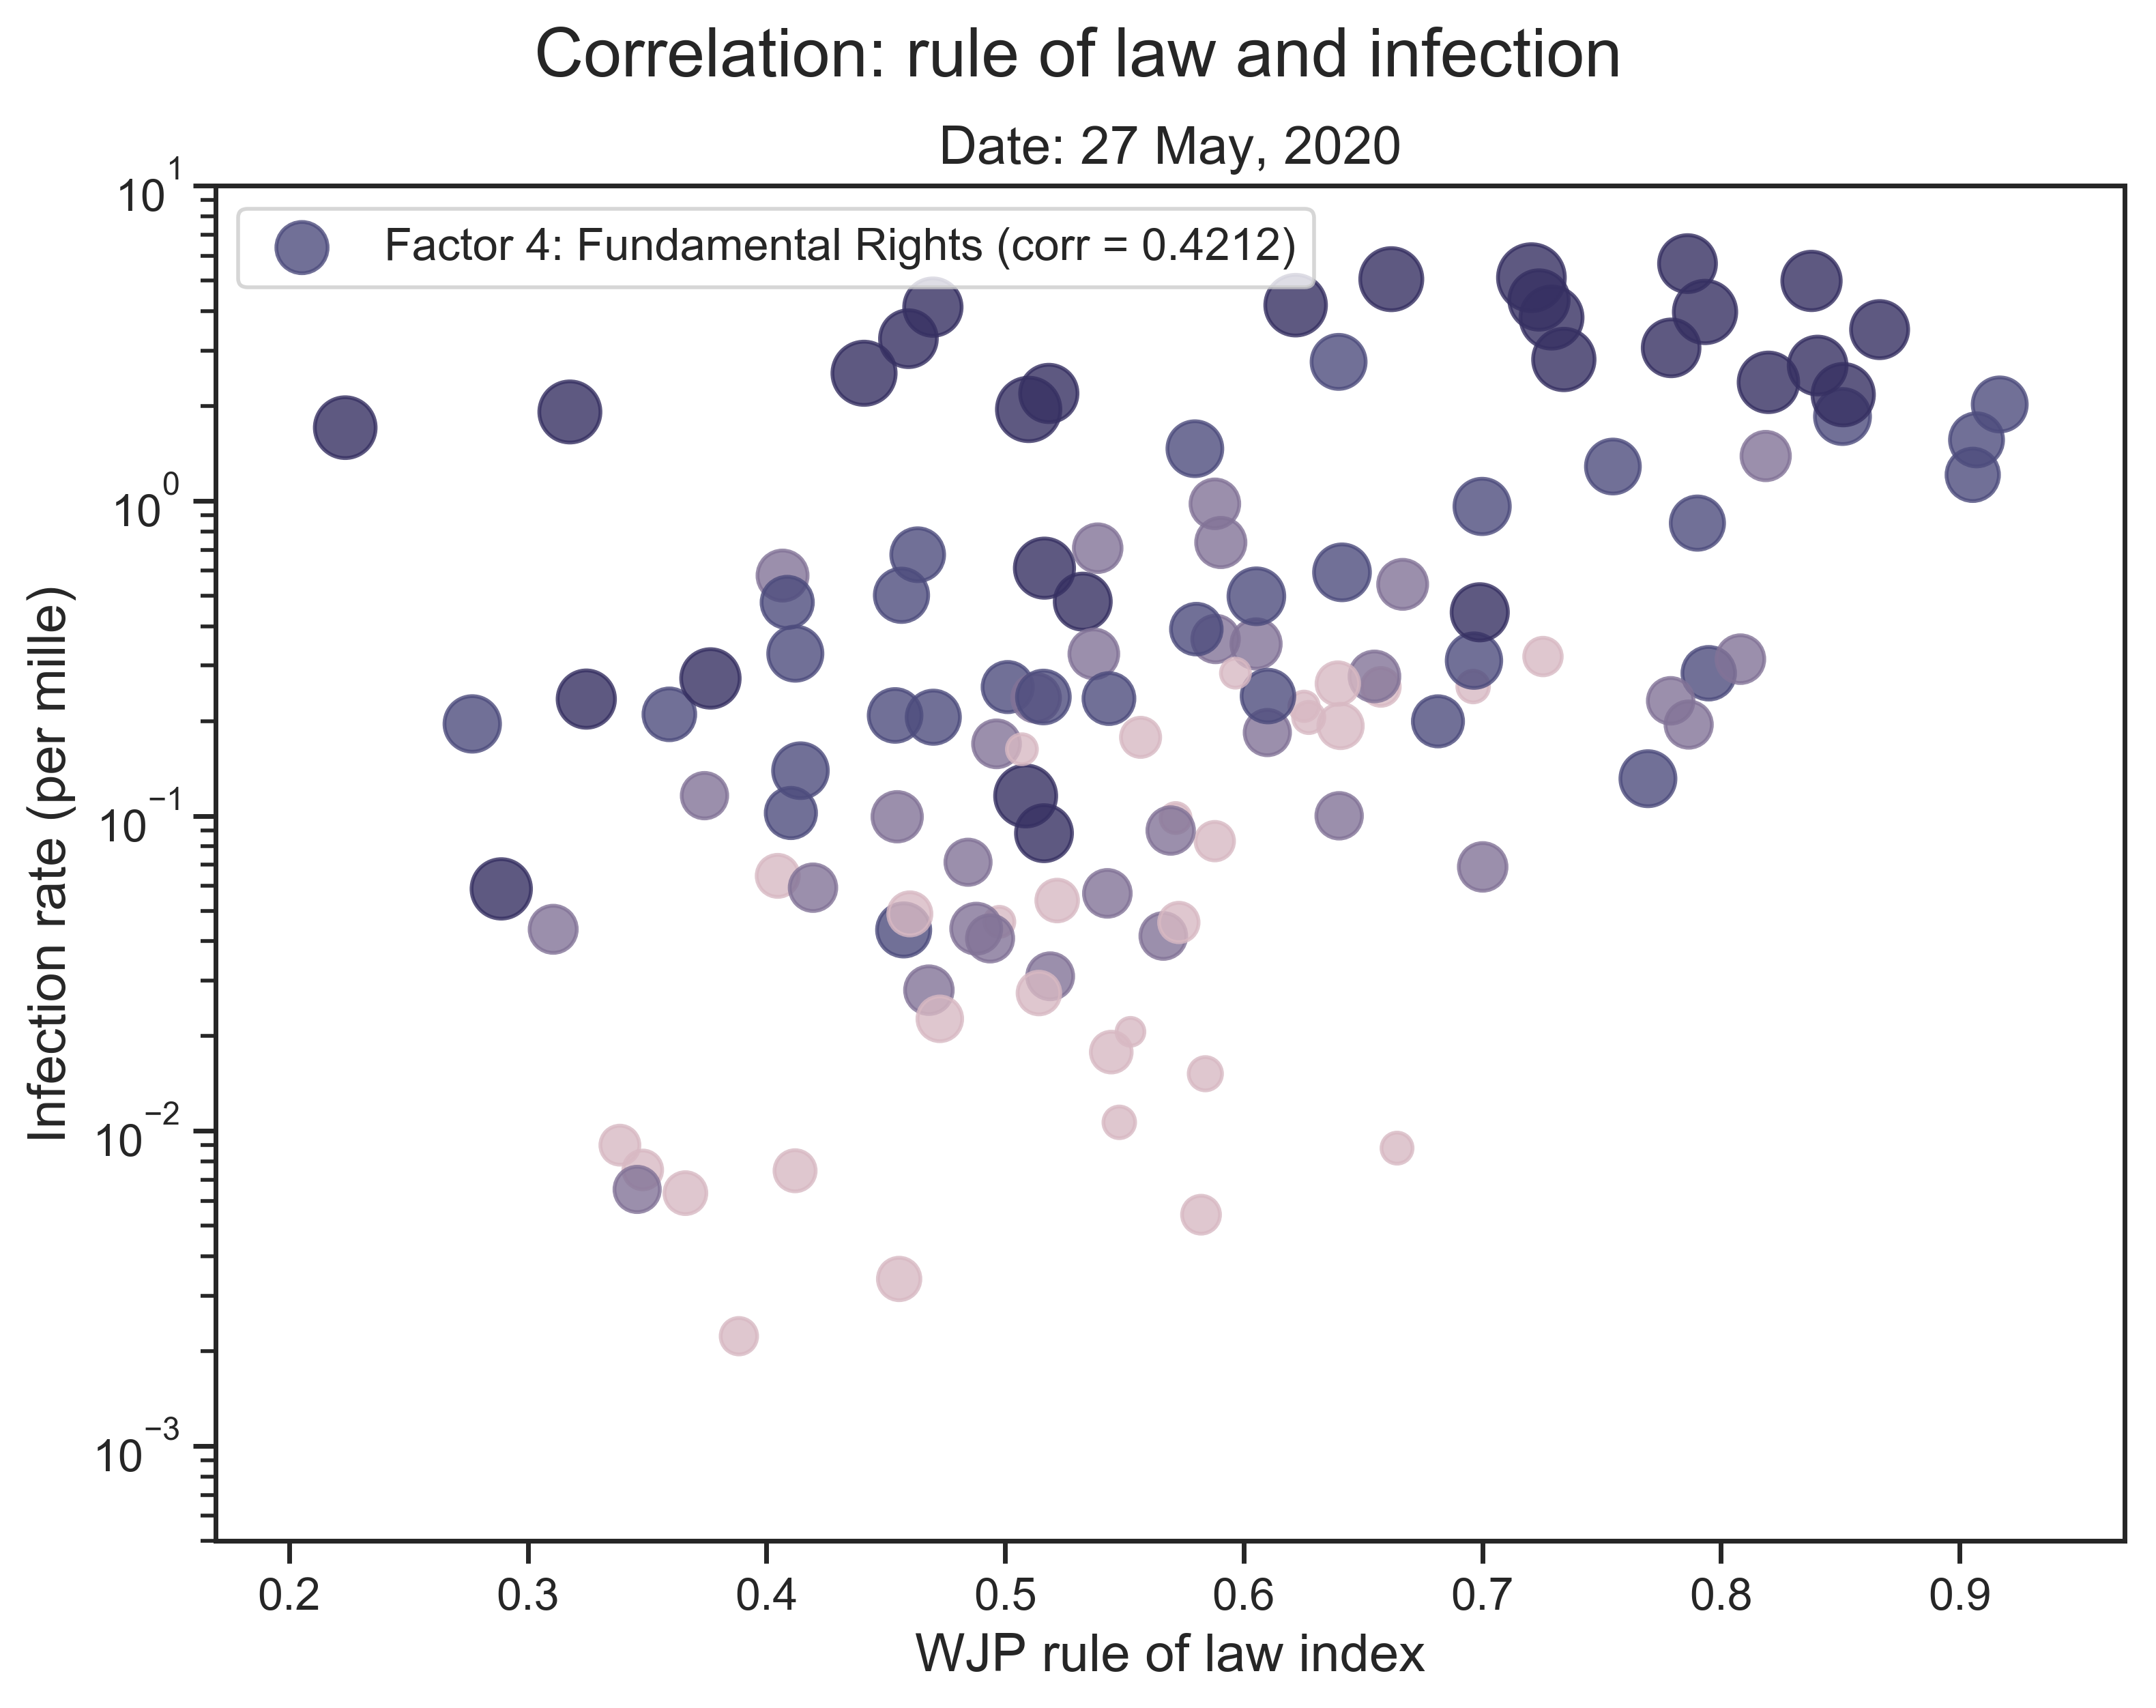 Correlation: rule of law and infection
Date: 27 May, 2020
Factor 4: Fundamental Rights (corr = 0.4212)
Infection rate (per mille)
10^1
10^0
10^−1
10^−2
10^−3
0.2 0.3 0.4 0.5 0.6 0.7 0.8 0.9
WJP rule of law index